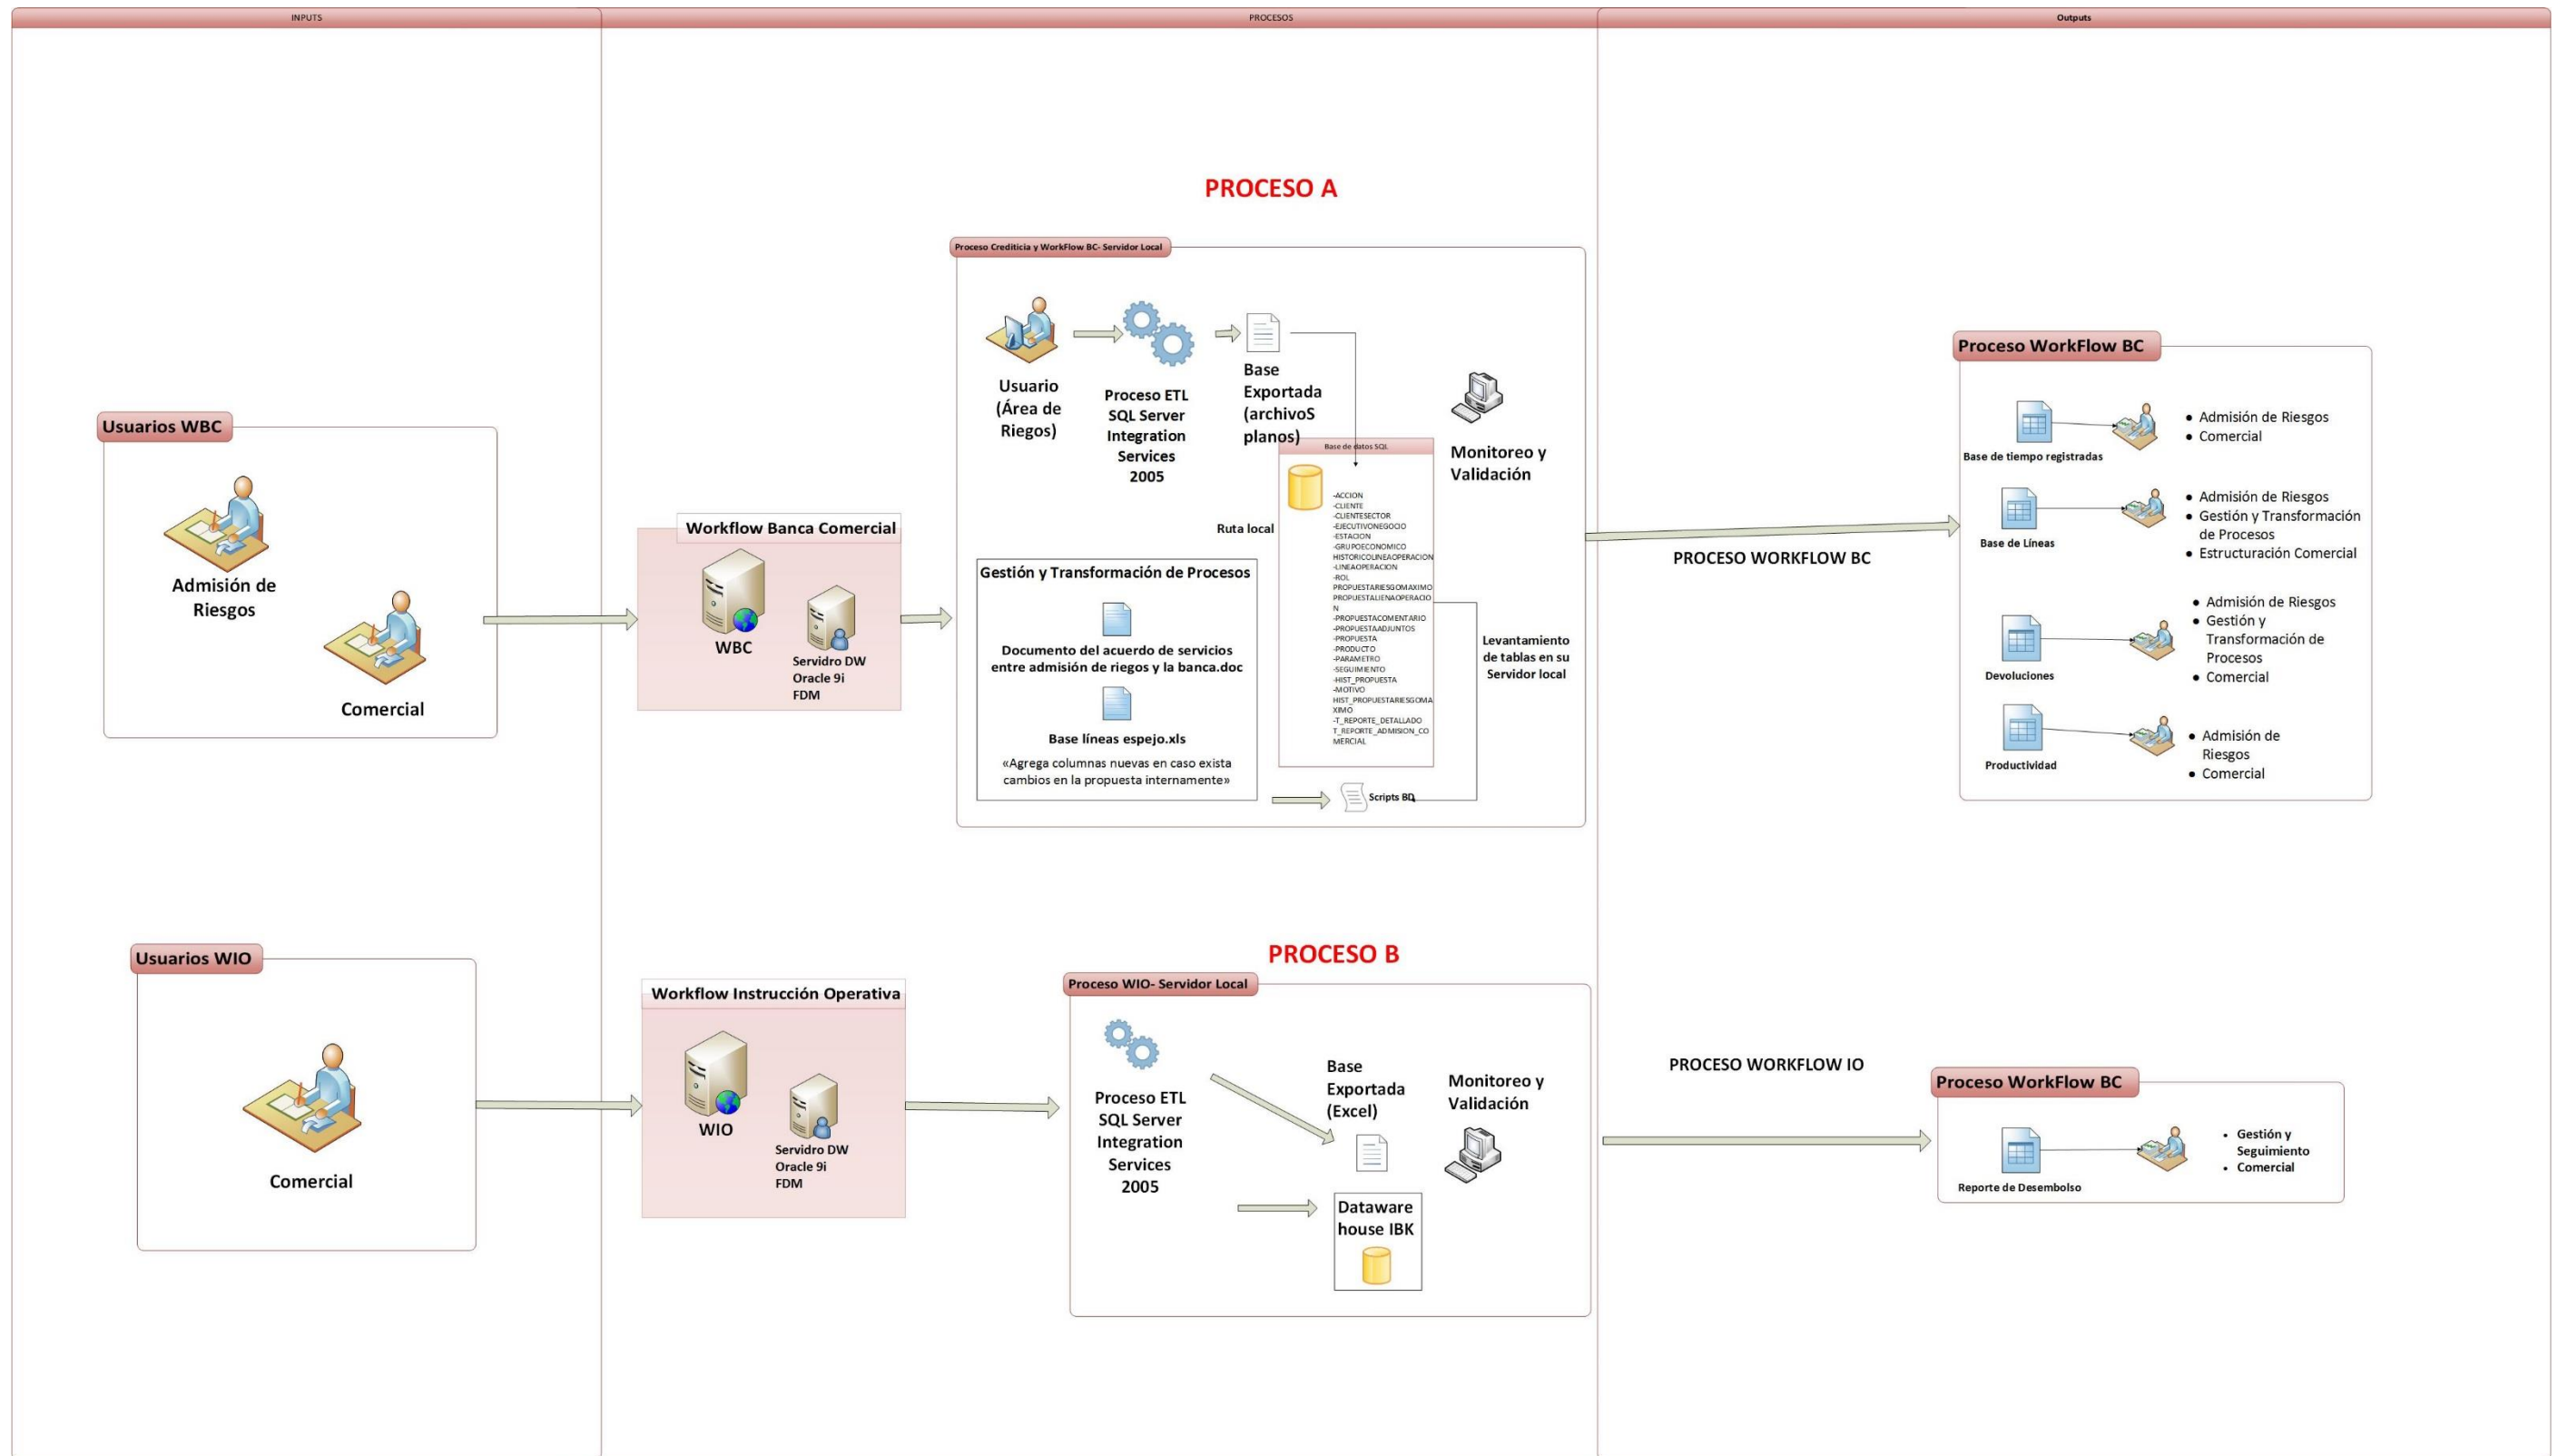 INPUTS
PROCESOS
Outputs
PROCESO A
Proceso Crediticia y WorkFlow BC- Servidor Local
Usuario
(Área de
Riegos)
Proceso ETL
SQL Server
Integration
Services
2005
Base
Exportada
(archivoS
planos)
Monitoreo y
Validación
Ruta local
Base de datos SQL
-ACCION
-CLIENTE
-CLIENTESECTOR
-EJECUTIVONEGOCIO
-ESTACION
-GRUPOECONOMICO
HISTORICOLINEAOPERACION
-LINEAOPERACION
-ROL
PROPUESTARIESGOMAXIMO
PROPUESTALIENAOPERACIO
N
-PROPUESTACOMENTARIO
-PROPUESTAADJUNTOS
-PROPUESTA
-PRODUCTO
-PARAMETRO
-SEGUIMIENTO
-HIST_PROPUESTA
-MOTIVO
HIST_PROPUESTARIESGOMA
XIMO
-T_REPORTE_DETALLADO
T_REPORTE_ADMISION_CO
MERCIAL
Levantamiento
de tablas en su
Servidor local
Gestión y Transformación de Procesos
Documento del acuerdo de servicios
entre admisión de riegos y la banca.doc
Base líneas espejo.xls
«Agrega columnas nuevas en caso exista
cambios en la propuesta internamente»
Scripts BD
Usuarios WBC
Admisión de
Riesgos
Comercial
Workflow Banca Comercial
WBC
Servidro DW
Oracle 9i
FDM
PROCESO WORKFLOW BC
Proceso WorkFlow BC
Base de tiempo registradas
• Admisión de Riesgos
• Comercial
Base de Líneas
• Admisión de Riesgos
• Gestión y Transformación
de Procesos
• Estructuración Comercial
Devoluciones
• Admisión de Riesgos
• Gestión y
Transformación de
Procesos
• Comercial
Productividad
• Admisión de
Riesgos
• Comercial
PROCESO B
Usuarios WIO
Comercial
Workflow Instrucción Operativa
WIO
Servidro DW
Oracle 9i
FDM
Proceso WIO- Servidor Local
Proceso ETL
SQL Server
Integration
Services
2005
Base
Exportada
(Excel)
Monitoreo y
Validación
Dataware
house IBK
PROCESO WORKFLOW IO
Proceso WorkFlow BC
Reporte de Desembolso
• Gestión y
Seguimiento
• Comercial